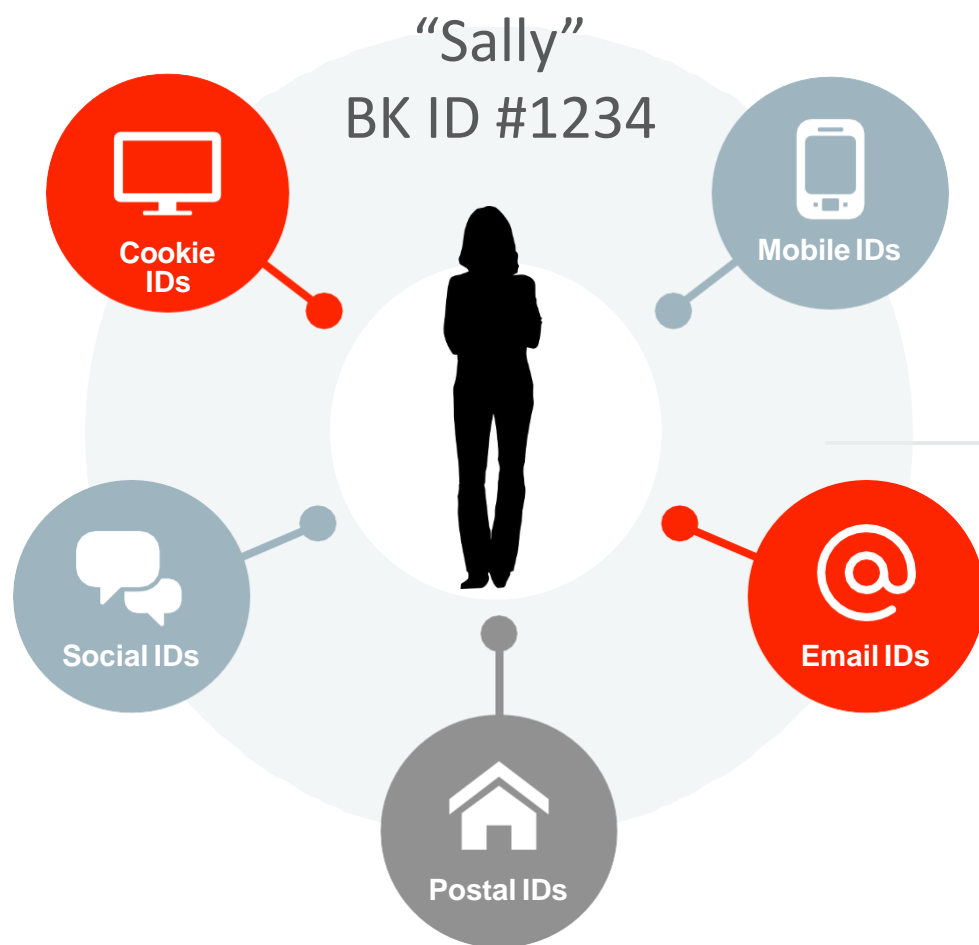 “Sally”
BK ID #1234
Cookie
IDs
Mobile IDs
Social IDs
Email IDs
Postal IDs